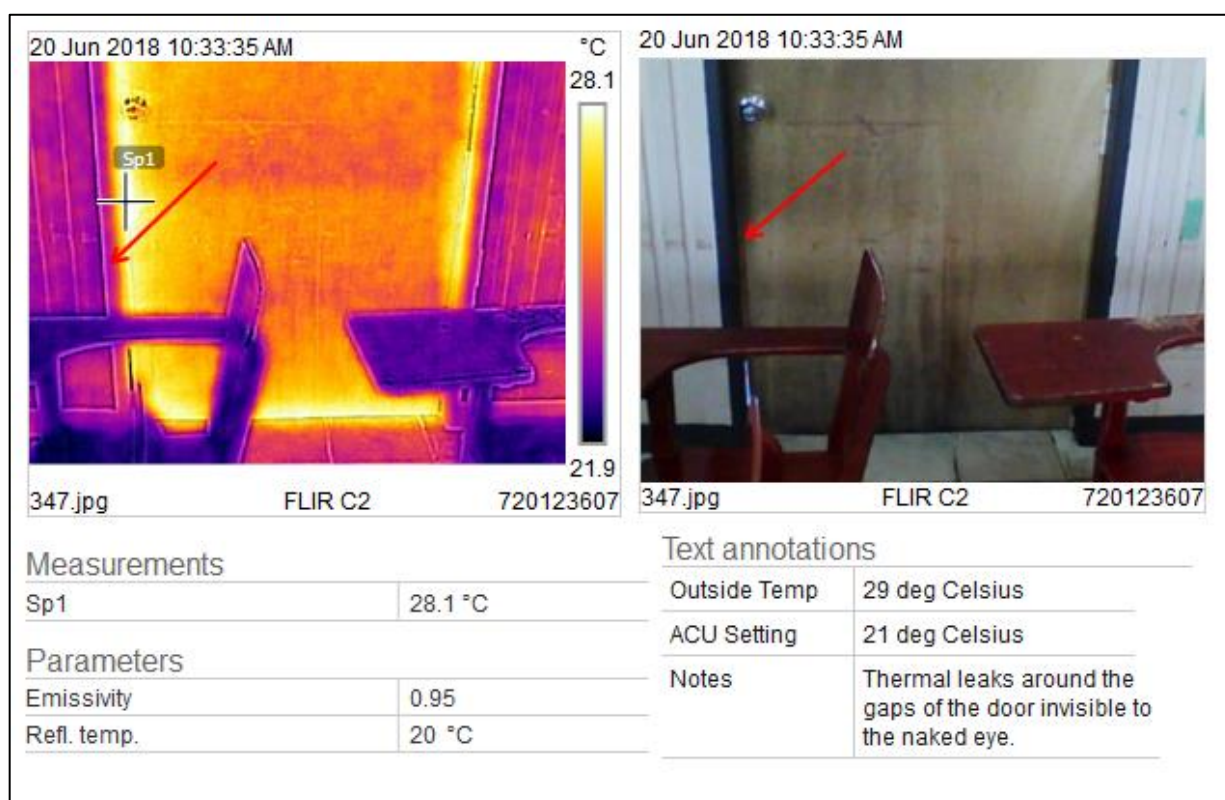 20 Jun 2018 10:33:35 AM °C
28.1
Sp1
21.9
347.jpg FLIR C2 720123607
20 Jun 2018 10:33:35 AM
347.jpg FLIR C2 720123607
Measurements
Sp1 28.1 °C
Parameters
Emissivity 0.95
Refl. temp. 20 °C
Text annotations
Outside Temp 29 deg Celsius
ACU Setting 21 deg Celsius
Notes Thermal leaks around the
gaps of the door invisible to
the naked eye.